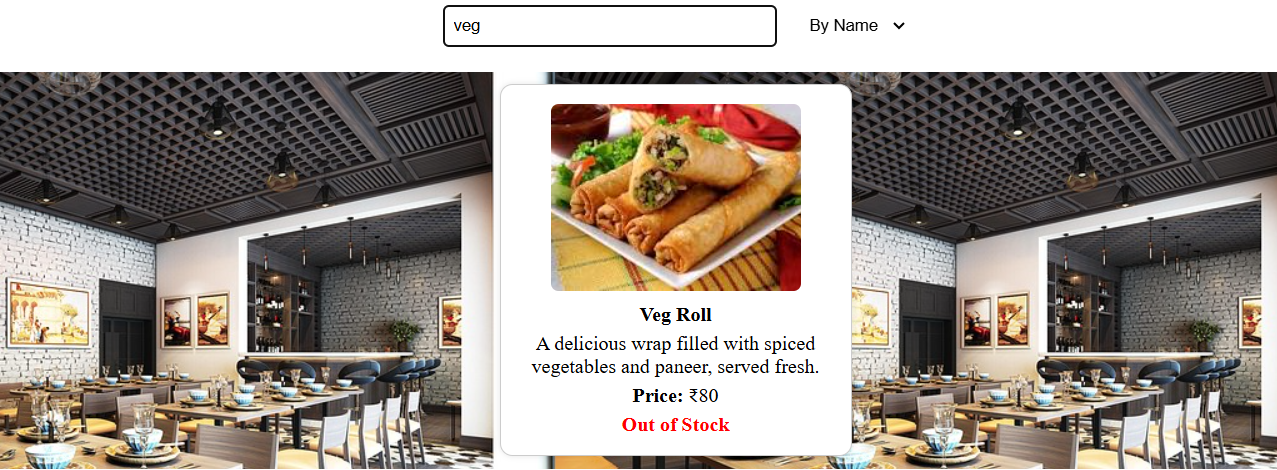 veg
By Name
Veg Roll
A delicious wrap filled with spiced
vegetables and paneer, served fresh.
Price: ₹80
Out of Stock